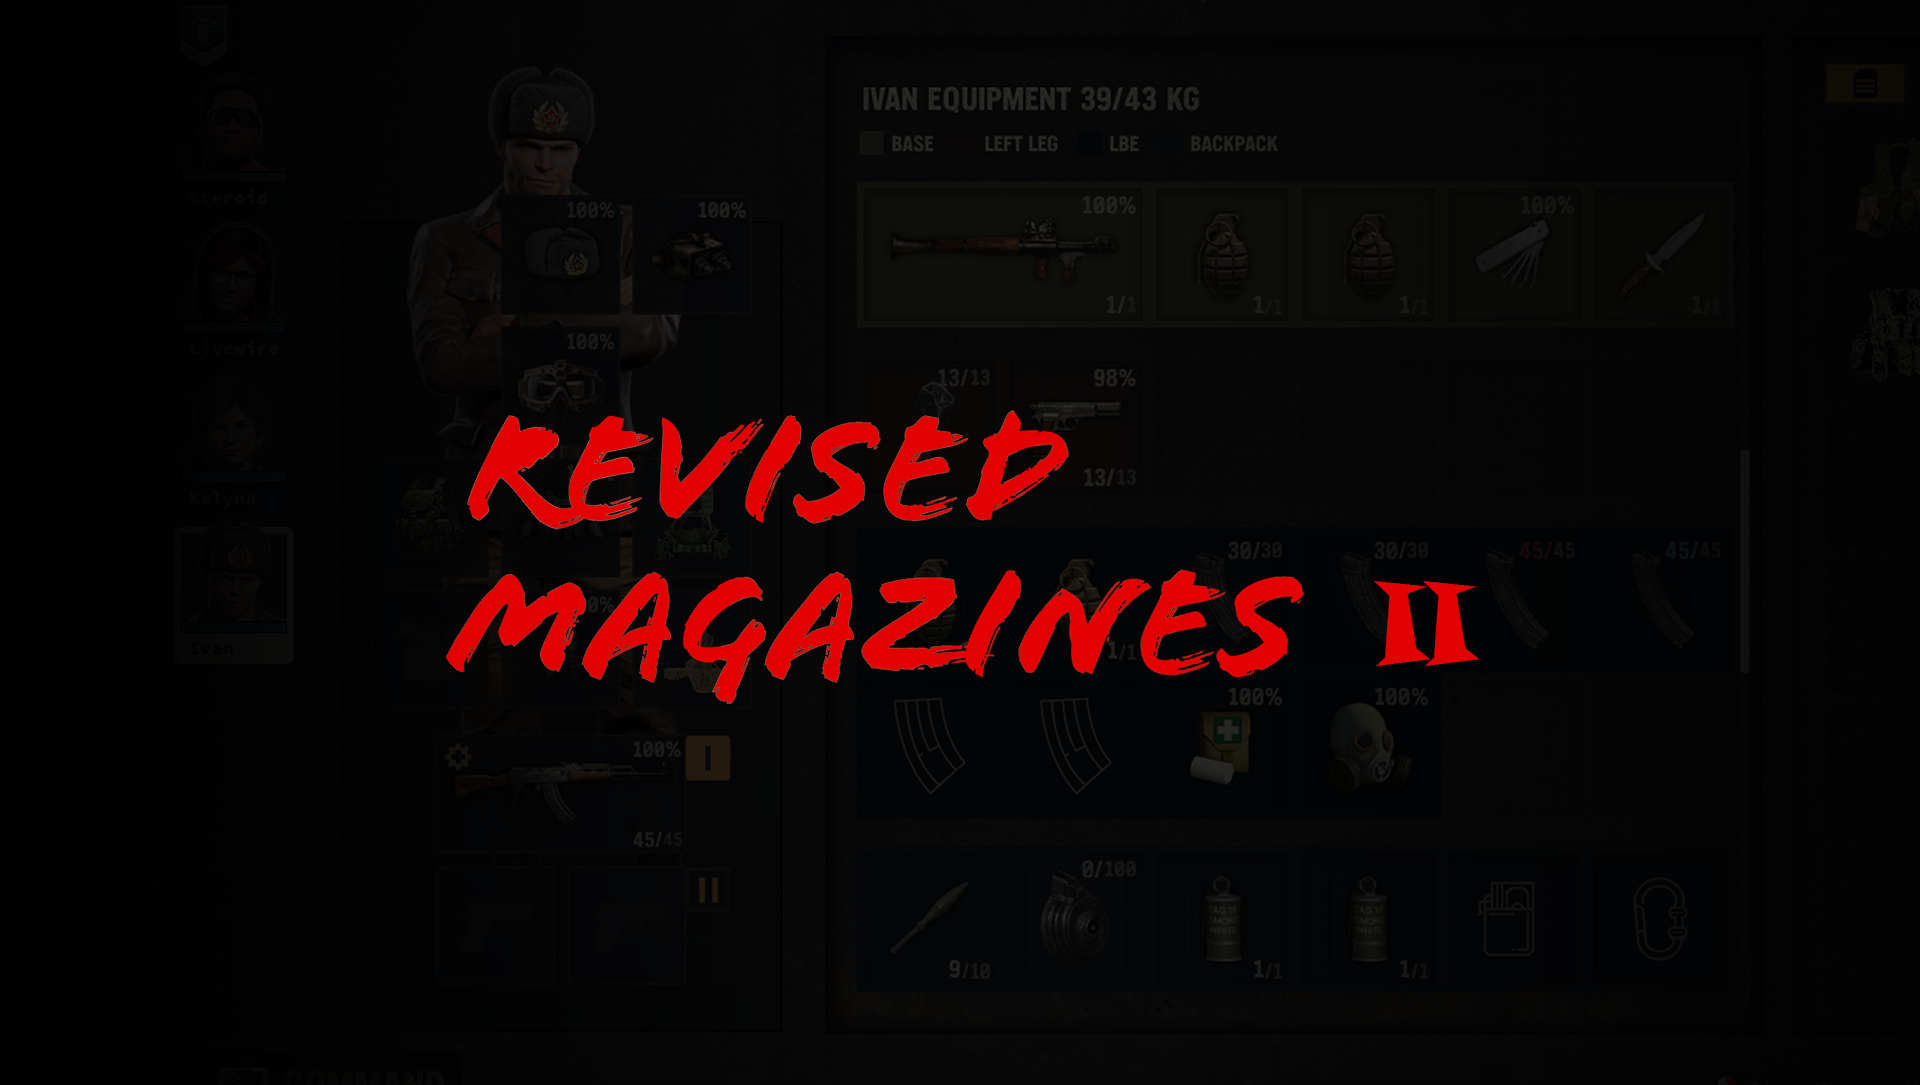 IVAN EQUIPMENT 39/43 KG
BASE LEFT LEG LBE BACKPACK
Steroid
100% 100%
100% 100%
1/1 1/1 1/1 1/1
Livewire
100%
13/13 98%
13/13
REVISED
Kalyna
30/30 30/30 45/45 45/45
MAGAZINES II
1/1
Ivan
100% 100%
100% I
45/45
0/100
II
9/10 1/1 1/1
COMMAND